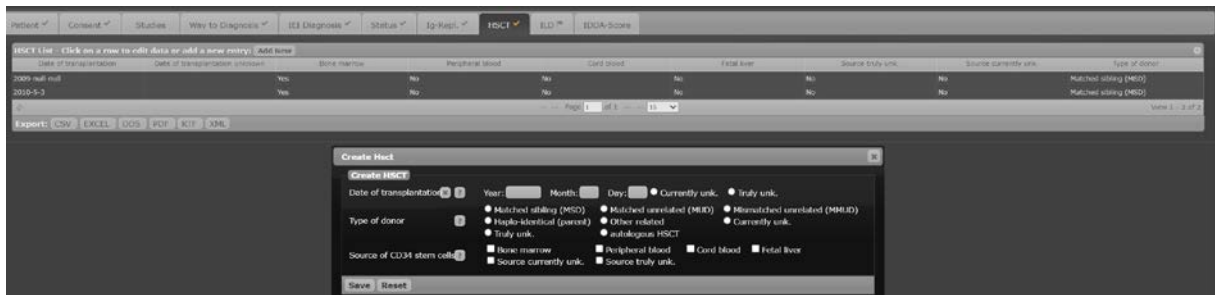 Patient Consent Studies Way to Diagnosis IEI Diagnosis Status Ig-Repl. HSCT ILD IDDA-Score
HSCT List - Click on a row to edit data or add a new entry: Add New
Date of transplantation Date of transplantation unknown Bone marrow Peripheral blood Cord blood Fetal liver Source truly unk. Source currently unk. Type of donor
2009-null-null Yes No No No No No Matched sibling (MSD)
2010-5-3 Yes No No No No No Matched sibling (MSD)
Page 1 of 1 15 View 1 - 2 of 2
Export: CSV EXCEL ODS PDF RTF XML
Create Hsct
Create HSCT
Date of transplantation Year: Month: Day: Currently unk. Truly unk.
Matched sibling (MSD) Matched unrelated (MUD) Mismatched unrelated (MMUD)
Type of donor ? Haplo-identical (parent) Other related Currently unk.
Truly unk. autologous HSCT
Bone marrow Peripheral blood Cord blood Fetal liver
Source of CD34 stem cells ? Source currently unk. Source truly unk.
Save Reset